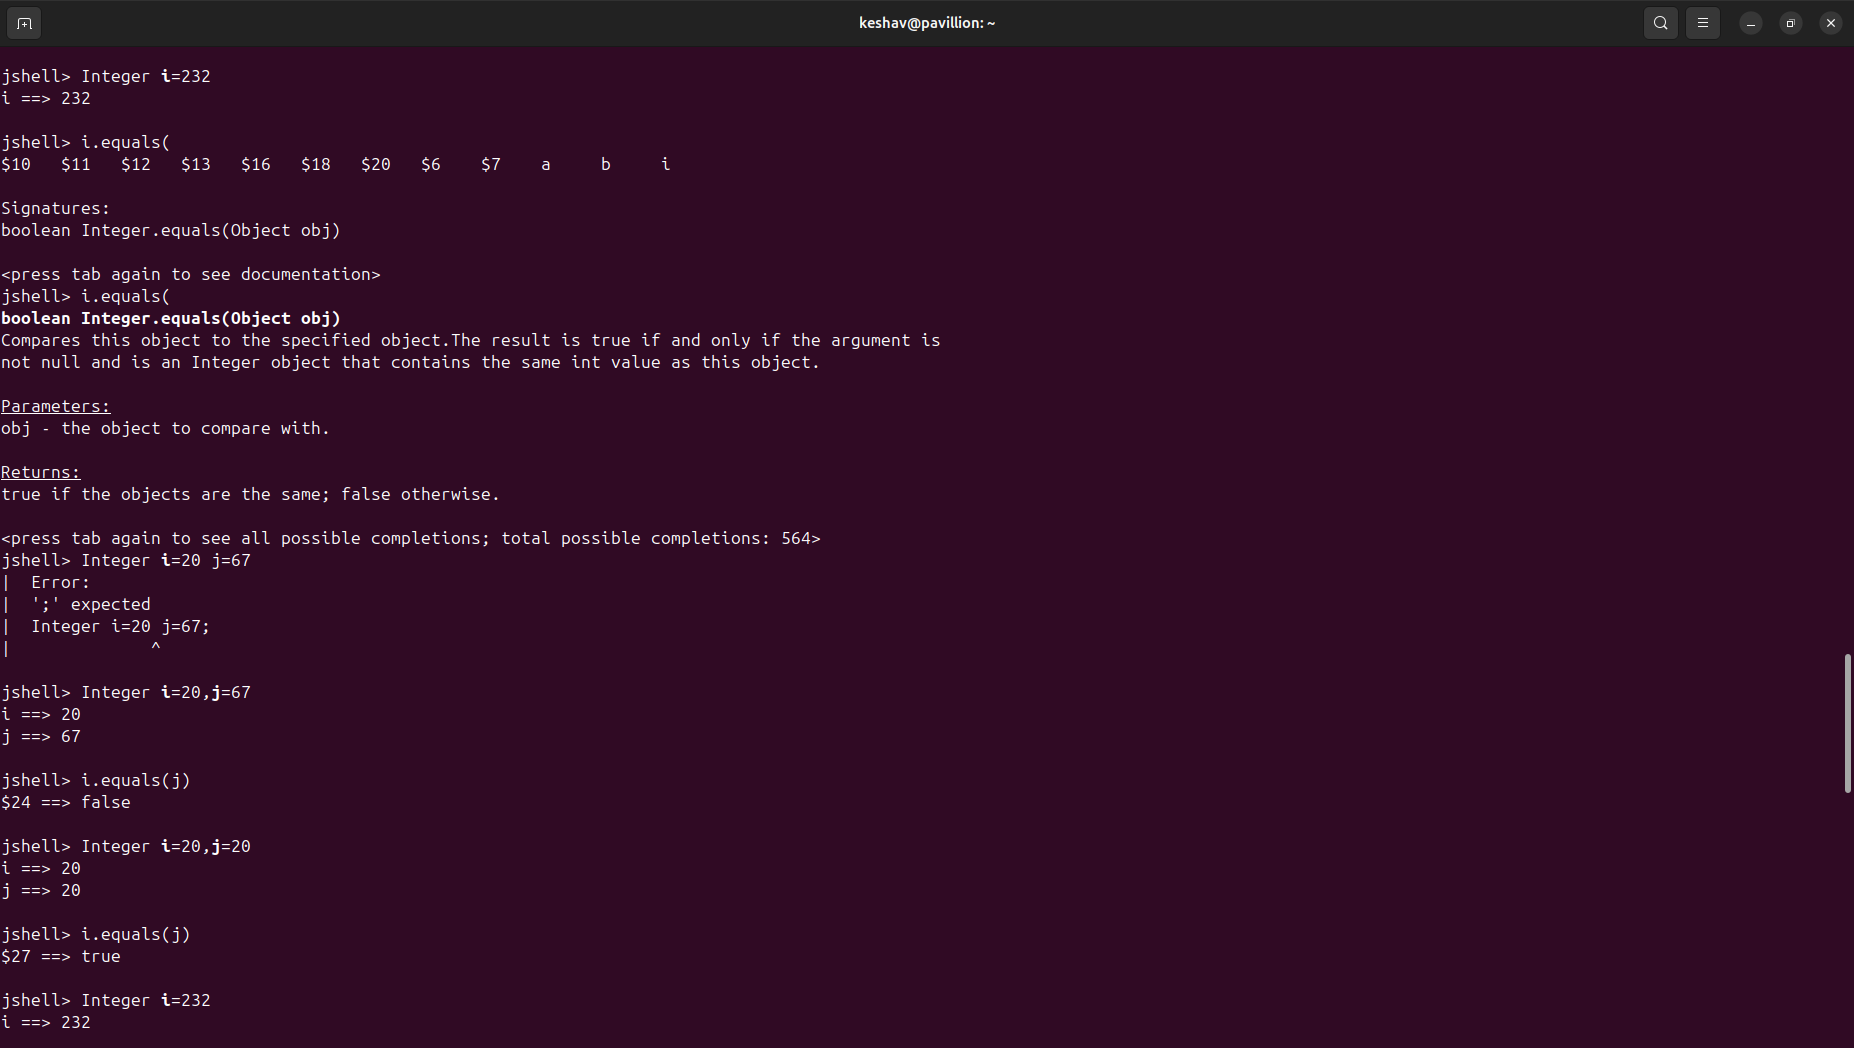 keshav@pavillion: ~
jshell> Integer i=232
i ==> 232
jshell> i.equals(
$10   $11   $12   $13   $16   $18   $20   $6    $7    a     b     i
Signatures:
boolean Integer.equals(Object obj)
<press tab again to see documentation>
jshell> i.equals(
boolean Integer.equals(Object obj)
Compares this object to the specified object.The result is true if and only if the argument is
not null and is an Integer object that contains the same int value as this object.
Parameters:
obj - the object to compare with.
Returns:
true if the objects are the same; false otherwise.
<press tab again to see all possible completions; total possible completions: 564>
jshell> Integer i=20 j=67
|  Error:
|  ';' expected
|  Integer i=20 j=67;
|              ^
jshell> Integer i=20,j=67
i ==> 20
j ==> 67
jshell> i.equals(j)
$24 ==> false
jshell> Integer i=20,j=20
i ==> 20
j ==> 20
jshell> i.equals(j)
$27 ==> true
jshell> Integer i=232
i ==> 232